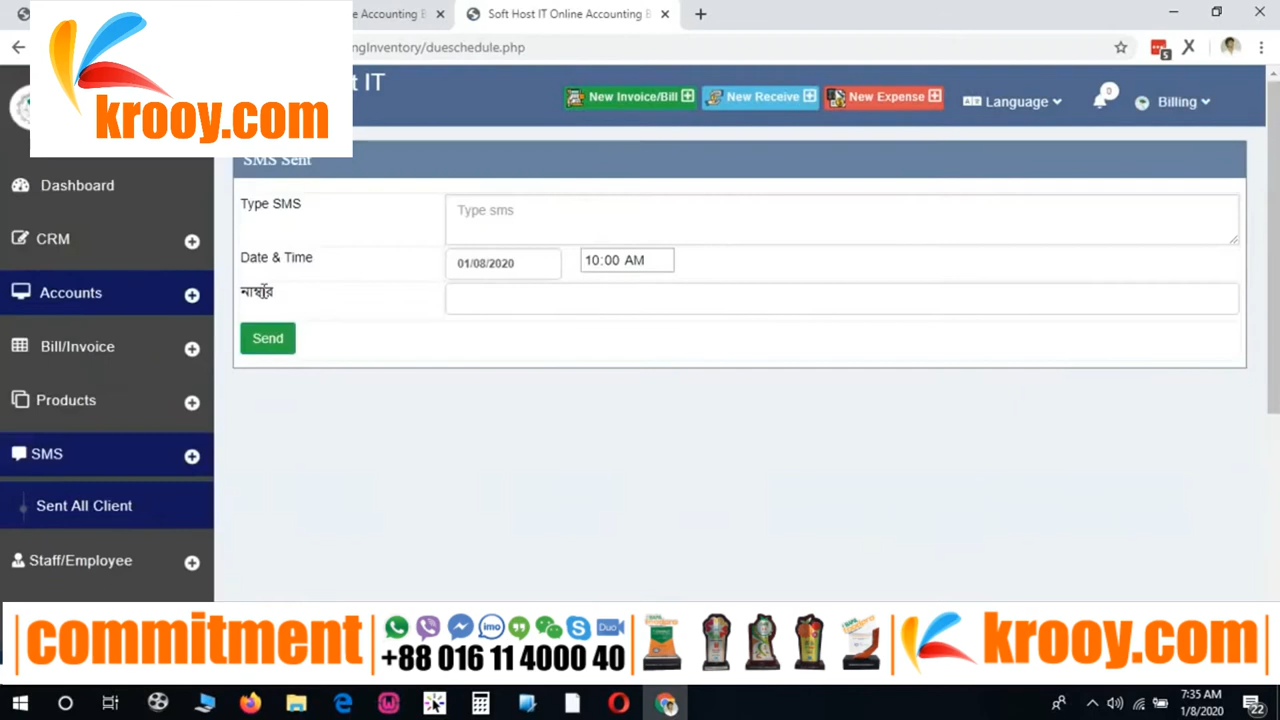 e Accounting B
Soft Host IT Online Accounting B
ngInventory/dueschedule.php
5
krooy.com
t IT
New Invoice/Bill
New Receive
New Expense
Language
0
Billing
SMS Sent
Dashboard
Type SMS
Type sms
CRM
Date & Time
01/08/2020
10:00 AM
Accounts
নাম্বার
Send
Bill/Invoice
Products
SMS
Sent All Client
Staff/Employee
commitment
imo
Duo
+88 016 11 4000 40
krooy.com
7:35 AM
1/8/2020
22